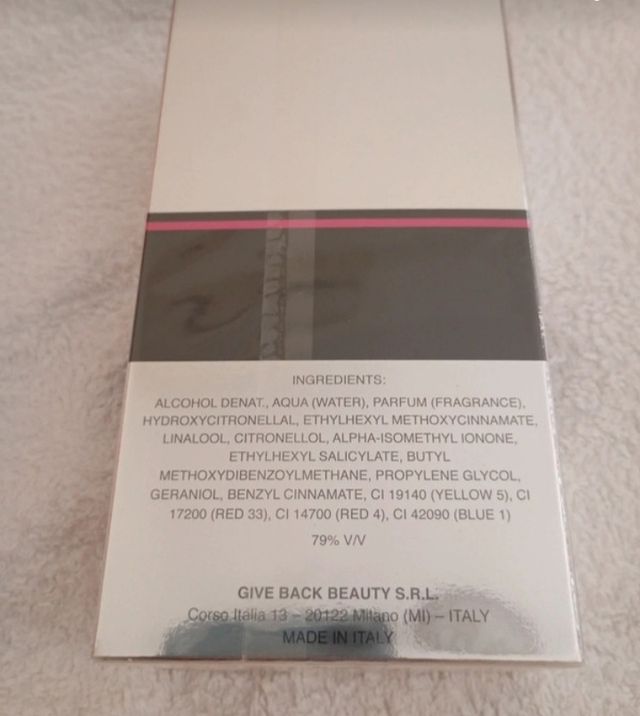 INGREDIENTS:
ALCOHOL DENAT., AQUA (WATER), PARFUM (FRAGRANCE),
HYDROXYCITRONELLAL, ETHYLHEXYL METHOXYCINNAMATE,
LINALOOL, CITRONELLOL, ALPHA-ISOMETHYL IONONE,
ETHYLHEXYL SALICYLATE, BUTYL
METHOXYDIBENZOYLMETHANE, PROPYLENE GLYCOL,
GERANIOL, BENZYL CINNAMATE, CI 19140 (YELLOW 5), CI
17200 (RED 33), CI 14700 (RED 4), CI 42090 (BLUE 1)
79% V/V
GIVE BACK BEAUTY S.R.L.
Corso Italia 13 – 20122 Milano (MI) – ITALY
MADE IN ITALY